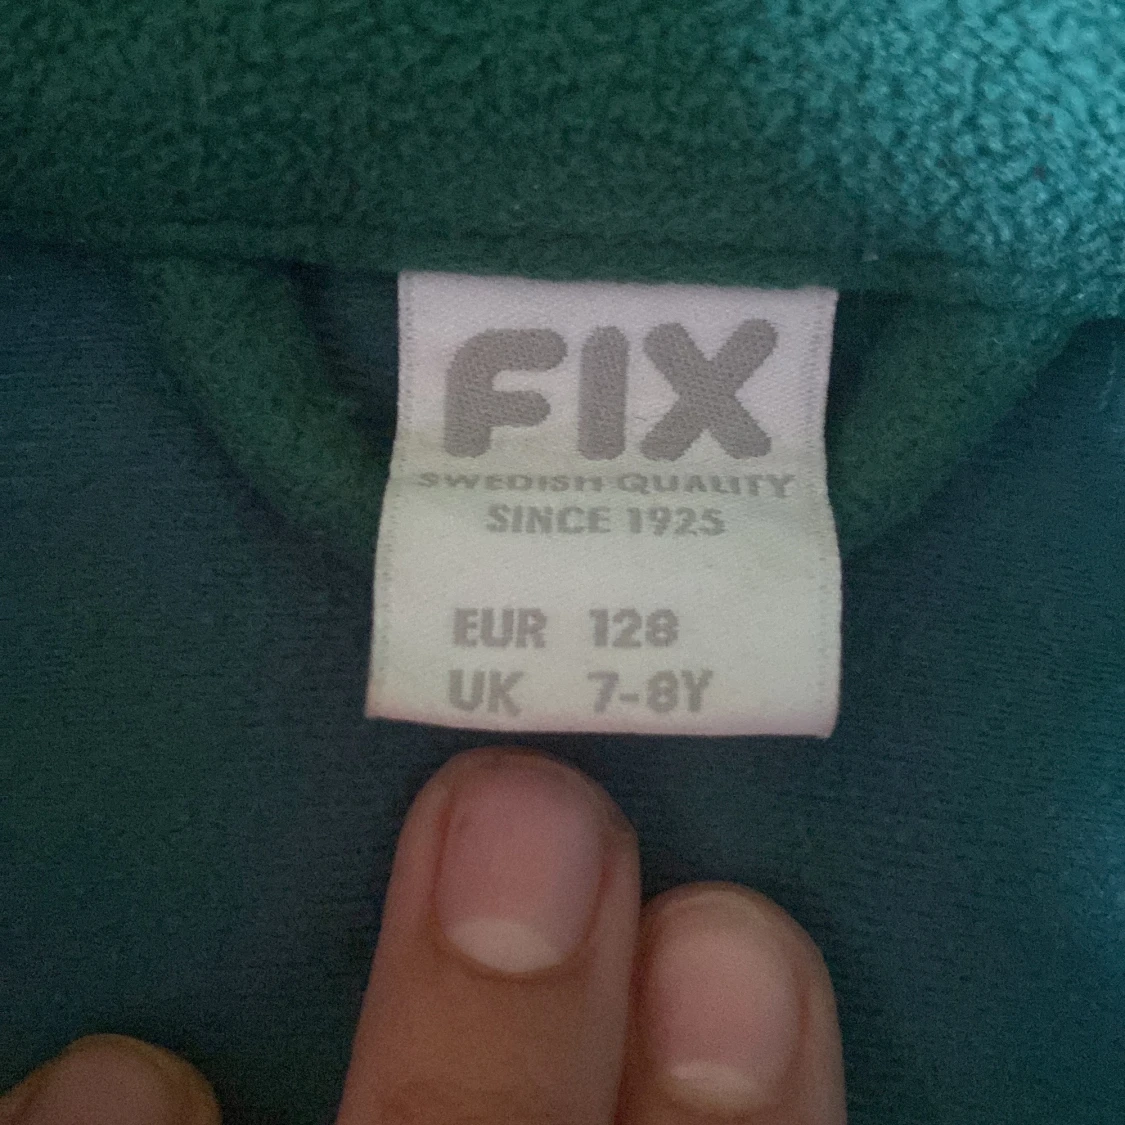 FIX
SWEDISH QUALITY
SINCE 1925
EUR 128
UK 7-8Y